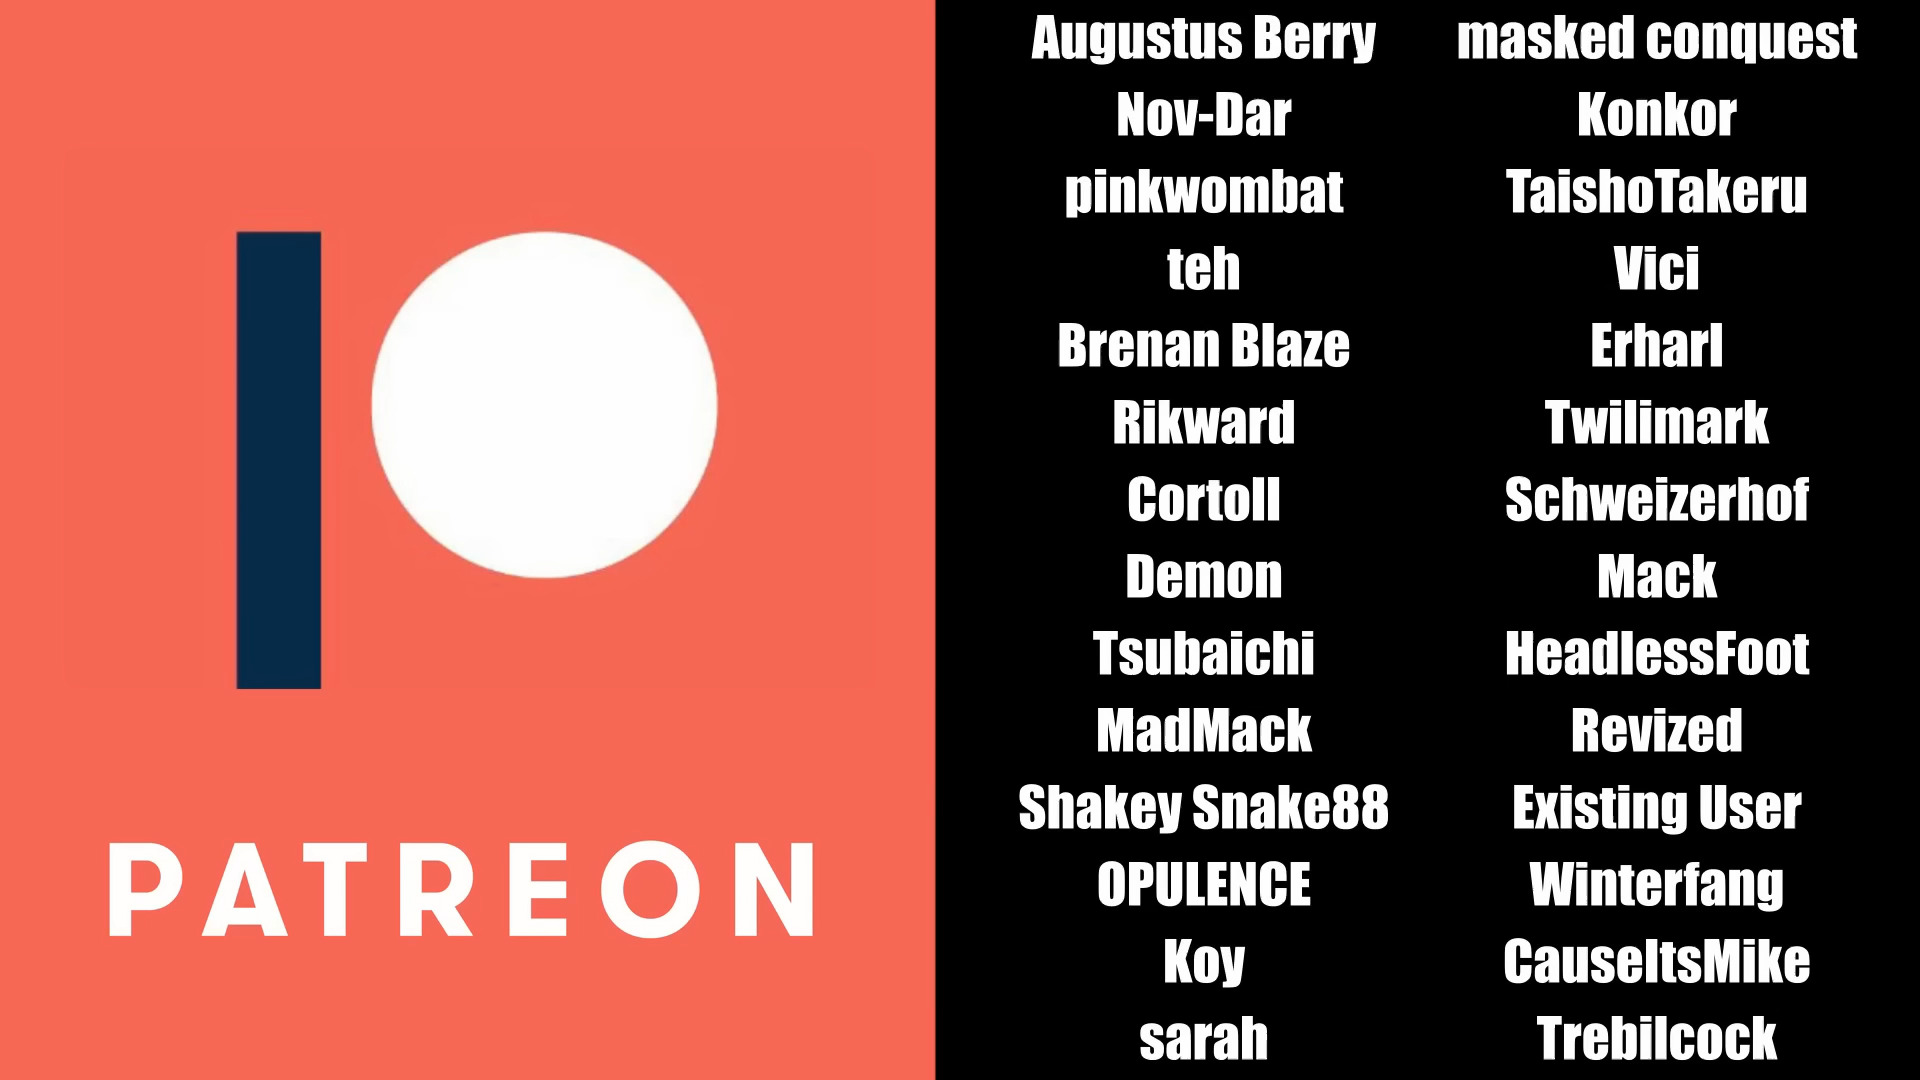 PATREON
Augustus Berry
Nov-Dar
pinkwombat
teh
Brenan Blaze
Rikward
Cortoll
Demon
Tsubaichi
MadMack
Shakey Snake88
OPULENCE
Koy
sarah
masked conquest
Konkor
TaishoTakeru
Vici
Erharl
Twilimark
Schweizerhof
Mack
HeadlessFoot
Revized
Existing User
Winterfang
CauseItsMike
Trebilcock